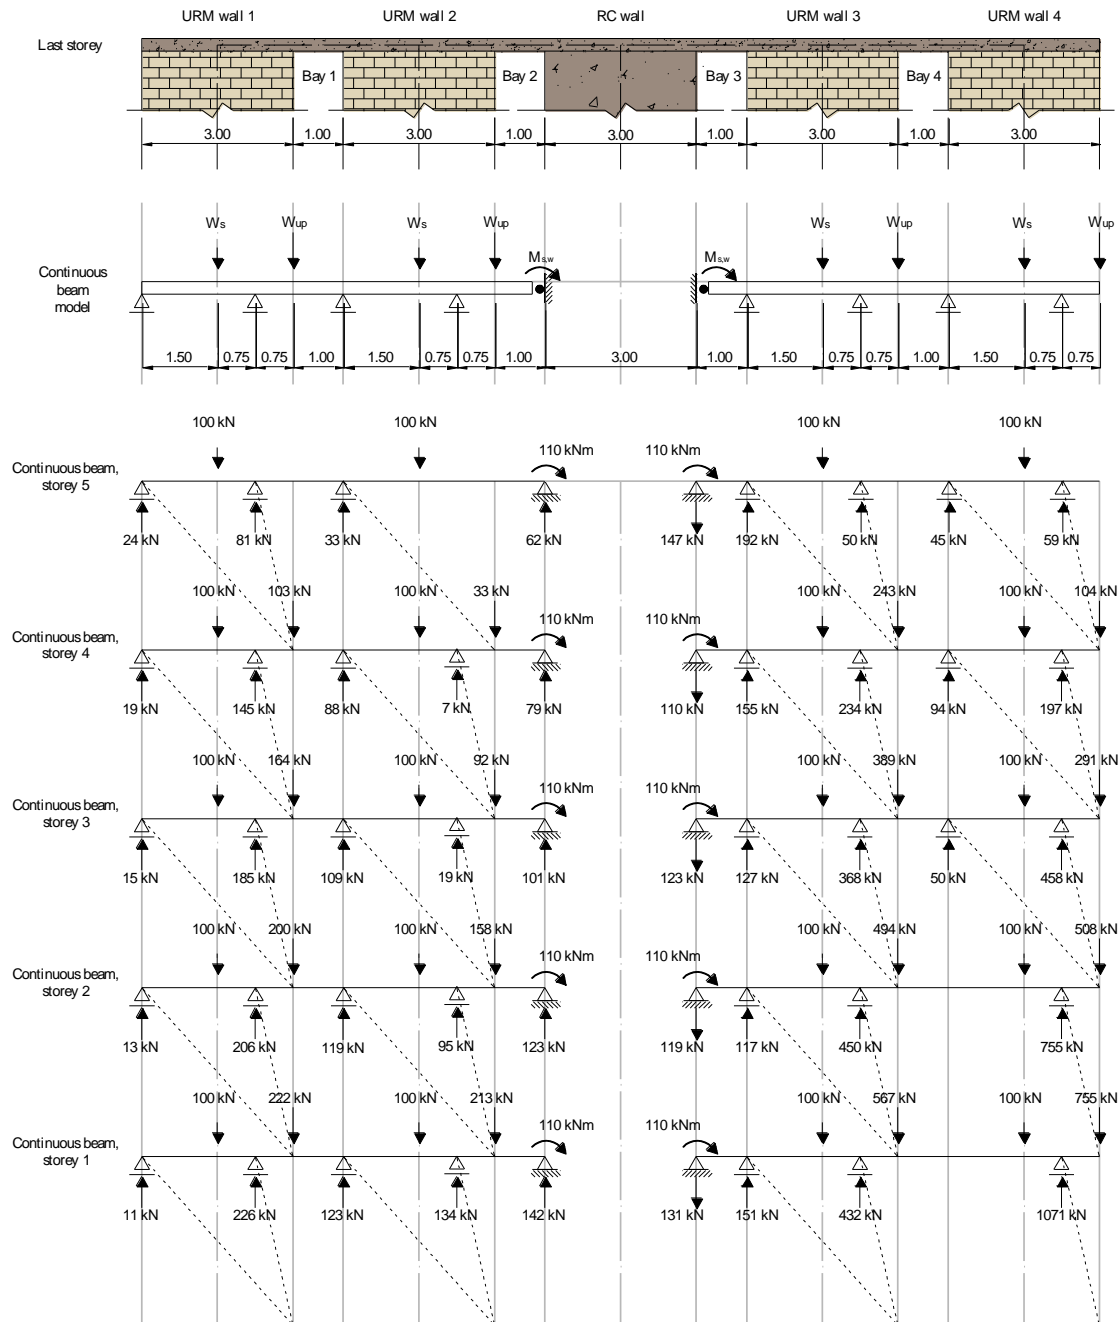 URM wall 1 URM wall 2 RC wall URM wall 3 URM wall 4
Last storey
Bay 1 Bay 2 Bay 3 Bay 4
3.00 1.00 3.00 1.00 3.00 1.00 3.00 1.00 3.00
Ws Wup Ws Wup Ws Wup Ws Wup
Ms,w Ms,w
Continuous
beam
model
1.50 0.75 0.75 1.00 1.50 0.75 0.75 1.00 3.00 1.00 1.50 0.75 0.75 1.00 1.50 0.75 0.75
100 kN 100 kN 100 kN 100 kN
110 kNm 110 kNm
Continuous beam,
storey 5
24 kN 81 kN 33 kN 62 kN 147 kN 192 kN 50 kN 45 kN 59 kN
100 kN 103 kN 100 kN 33 kN 100 kN 243 kN 100 kN 104 kN
110 kNm 110 kNm
Continuous beam,
storey 4
19 kN 145 kN 88 kN 7 kN 79 kN 110 kN 155 kN 234 kN 94 kN 197 kN
100 kN 164 kN 100 kN 92 kN 100 kN 389 kN 100 kN 291 kN
110 kNm 110 kNm
Continuous beam,
storey 3
15 kN 185 kN 109 kN 19 kN 101 kN 123 kN 127 kN 368 kN 50 kN 458 kN
100 kN 200 kN 100 kN 158 kN 100 kN 494 kN 100 kN 508 kN
110 kNm 110 kNm
Continuous beam,
storey 2
13 kN 206 kN 119 kN 95 kN 123 kN 119 kN 117 kN 450 kN 755 kN
100 kN 222 kN 100 kN 213 kN 100 kN 567 kN 100 kN 755 kN
110 kNm 110 kNm
Continuous beam,
storey 1
11 kN 226 kN 123 kN 134 kN 142 kN 131 kN 151 kN 432 kN 1071 kN